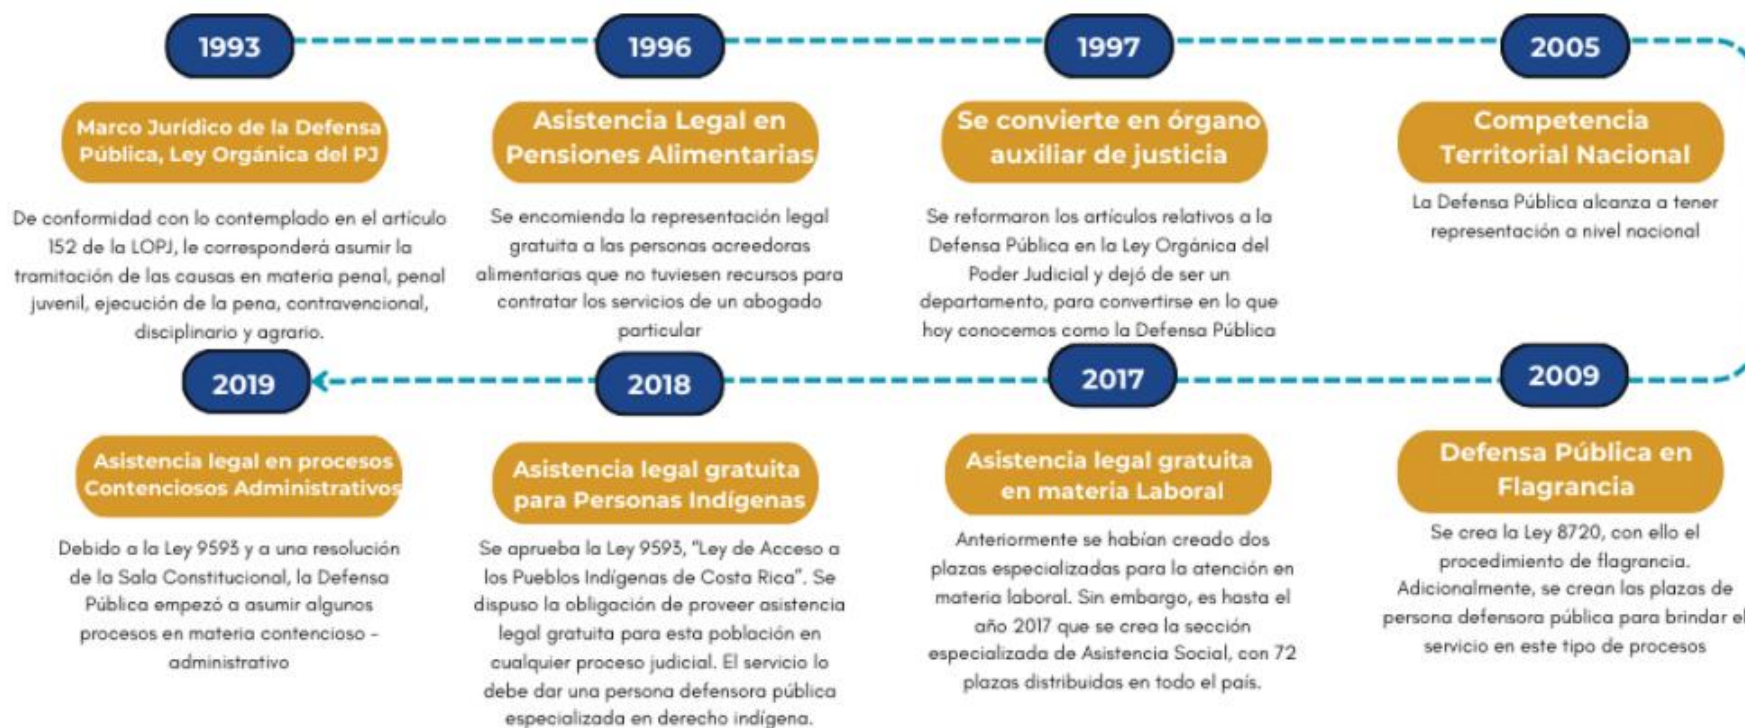 1993
Marco Jurídico de la Defensa
Pública, Ley Orgánica del PJ
De conformidad con lo contemplado en el artículo
152 de la LOPJ, le corresponderá asumir la
tramitación de las causas en materia penal, penal
juvenil, ejecución de la pena, contravencional,
disciplinario y agrario.
1996
Asistencia Legal en
Pensiones Alimentarias
Se encomienda la representación legal
gratuita a las personas acreedoras
alimentarias que no tuviesen recursos para
contratar los servicios de un abogado
particular
1997
Se convierte en órgano
auxiliar de justicia
Se reformaron los artículos relativos a la
Defensa Pública en la Ley Orgánica del
Poder Judicial y dejó de ser un
departamento, para convertirse en lo que
hoy conocemos como la Defensa Pública
2005
Competencia
Territorial Nacional
La Defensa Pública alcanza a tener
representación a nivel nacional
2009
Defensa Pública en
Flagrancia
Se crea la Ley 8720, con ello el
procedimiento de flagrancia.
Adicionalmente, se crean las plazas de
persona defensora pública para brindar el
servicio en este tipo de procesos
2017
Asistencia legal gratuita
en materia Laboral
Anteriormente se habían creado dos
plazas especializadas para la atención en
materia laboral. Sin embargo, es hasta el
año 2017 que se crea la sección
especializada de Asistencia Social, con 72
plazas distribuidas en todo el país.
2018
Asistencia legal gratuita
para Personas Indígenas
Se aprueba la Ley 9593, "Ley de Acceso a
los Pueblos Indígenas de Costa Rica". Se
dispuso la obligación de proveer asistencia
legal gratuita para esta población en
cualquier proceso judicial. El servicio lo
debe dar una persona defensora pública
especializada en derecho indígena.
2019
Asistencia legal en procesos
Contenciosos Administrativos
Debido a la Ley 9593 y a una resolución
de la Sala Constitucional, la Defensa
Pública empezó a asumir algunos
procesos en materia contencioso -
administrativo